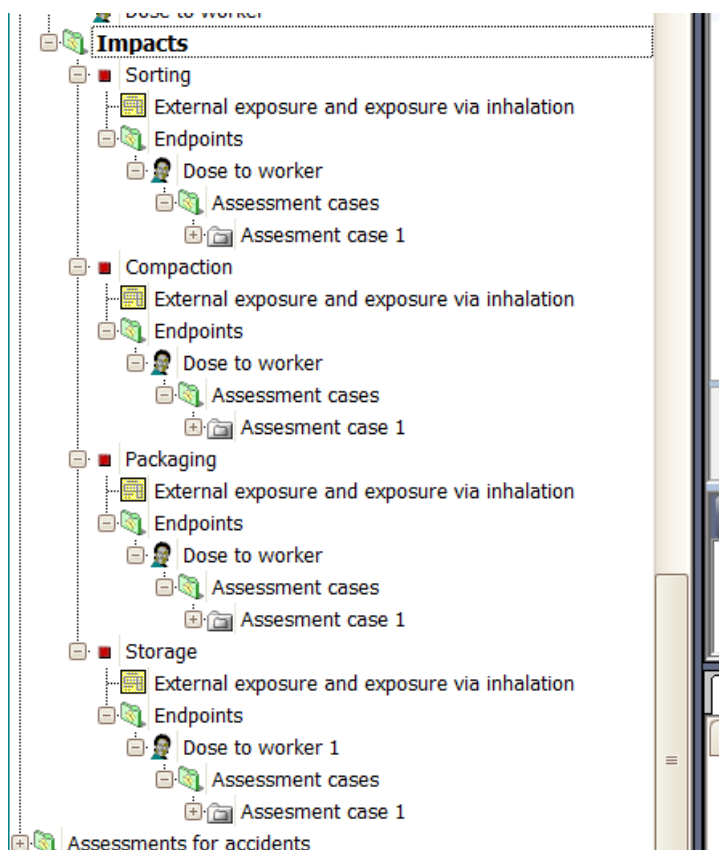 Dose to worker
Impacts
Sorting
External exposure and exposure via inhalation
Endpoints
Dose to worker
Assessment cases
Assesment case 1
Compaction
External exposure and exposure via inhalation
Endpoints
Dose to worker
Assessment cases
Assesment case 1
Packaging
External exposure and exposure via inhalation
Endpoints
Dose to worker
Assessment cases
Assesment case 1
Storage
External exposure and exposure via inhalation
Endpoints
Dose to worker 1
Assessment cases
Assesment case 1
Assessments for accidents